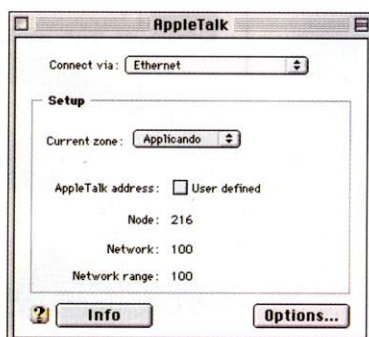 AppleTalk
Connect via: Ethernet
Setup
Current zone: Applicando
AppleTalk address: User defined
Node: 216
Network: 100
Network range: 100
? Info Options...